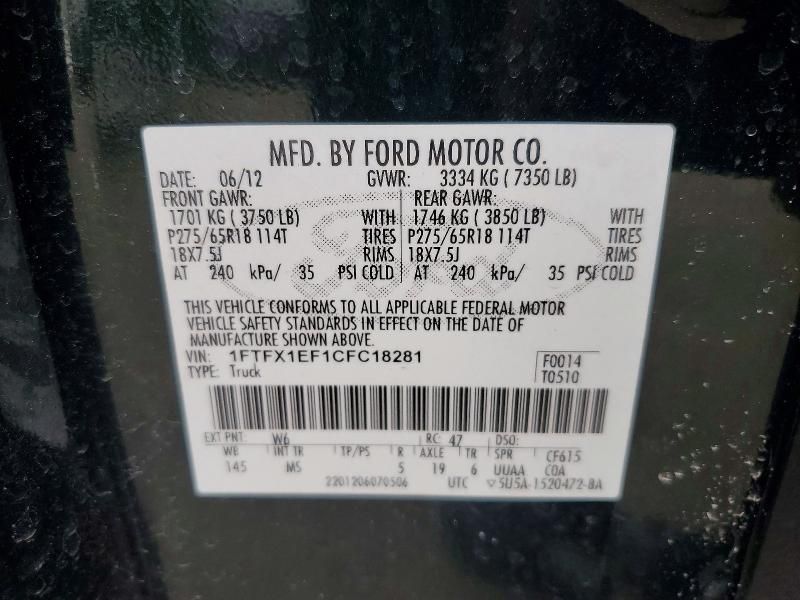 MFD. BY FORD MOTOR CO.
DATE: 06/12 GVWR: 3334 KG ( 7350 LB)
FRONT GAWR: REAR GAWR:
1701 KG ( 3750 LB) WITH 1746 KG ( 3850 LB) WITH
P275/65R18 114T TIRES P275/65R18 114T TIRES
18X7.5J RIMS 18X7.5J RIMS
AT 240 kPa/ 35 PSI COLD AT 240 kPa/ 35 PSI COLD
THIS VEHICLE CONFORMS TO ALL APPLICABLE FEDERAL MOTOR
VEHICLE SAFETY STANDARDS IN EFFECT ON THE DATE OF
MANUFACTURE SHOWN ABOVE.
VIN: 1FTFX1EF1CFC18281 F0014
TYPE: Truck T0510
EXT PNT: W6 RC: 47 DSO:
WB INT TR TP/PS R AXLE TR SPR CF615
145 MS 5 19 6 UUAA COA
2201206070506 UTC ▽5U5A-1520472-BA